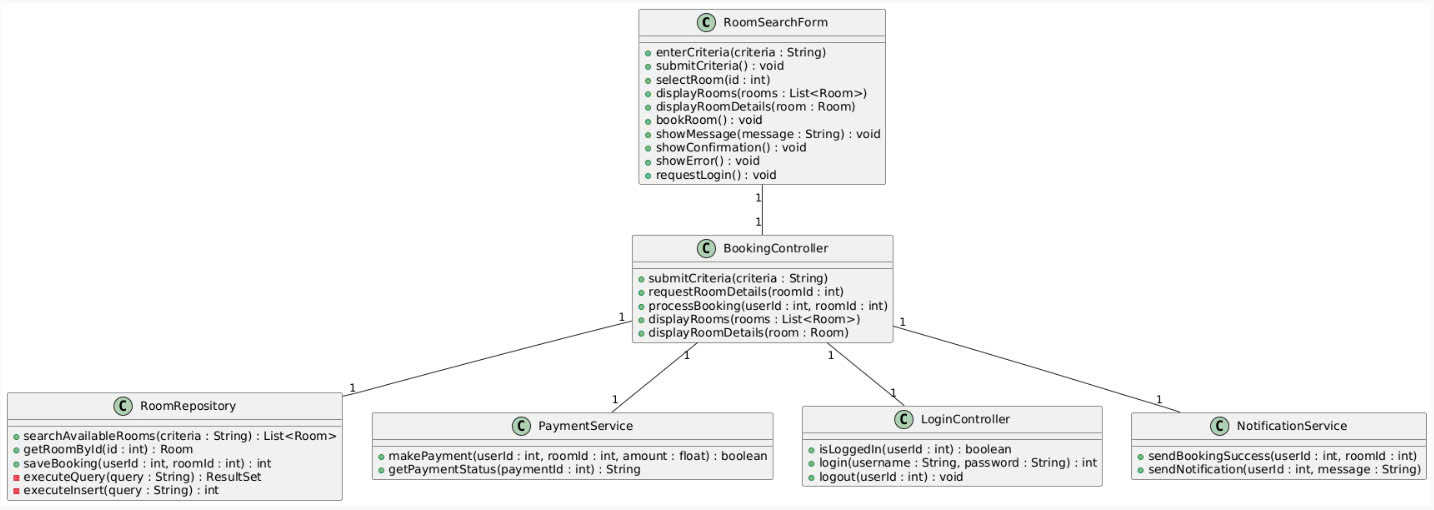 C RoomSearchForm
enterCriteria(criteria : String)
submitCriteria() : void
selectRoom(id : int)
displayRooms(rooms : List<Room>)
displayRoomDetails(room : Room)
bookRoom() : void
showMessage(message : String) : void
showConfirmation() : void
showError() : void
requestLogin() : void
1
1
C BookingController
submitCriteria(criteria : String)
requestRoomDetails(roomId : int)
processBooking(userId : int, roomId : int)
displayRooms(rooms : List<Room>)
displayRoomDetails(room : Room)
1
1
1
1
1
1
1
1
C RoomRepository
searchAvailableRooms(criteria : String) : List<Room>
getRoomById(id : int) : Room
saveBooking(userId : int, roomId : int) : int
executeQuery(query : String) : ResultSet
executeInsert(query : String) : int
C PaymentService
makePayment(userId : int, roomId : int, amount : float) : boolean
getPaymentStatus(paymentId : int) : String
C LoginController
isLoggedIn(userId : int) : boolean
login(username : String, password : String) : int
logout(userId : int) : void
C NotificationService
sendBookingSuccess(userId : int, roomId : int)
sendNotification(userId : int, message : String)